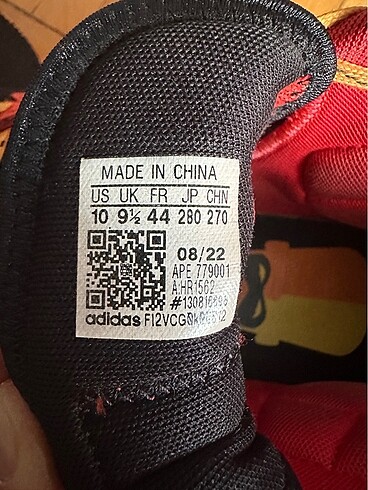 MADE IN CHINA
US UK FR JP CHN
10 9½ 44 280 270
08/22
APE 779001
A:HR1562
adidas